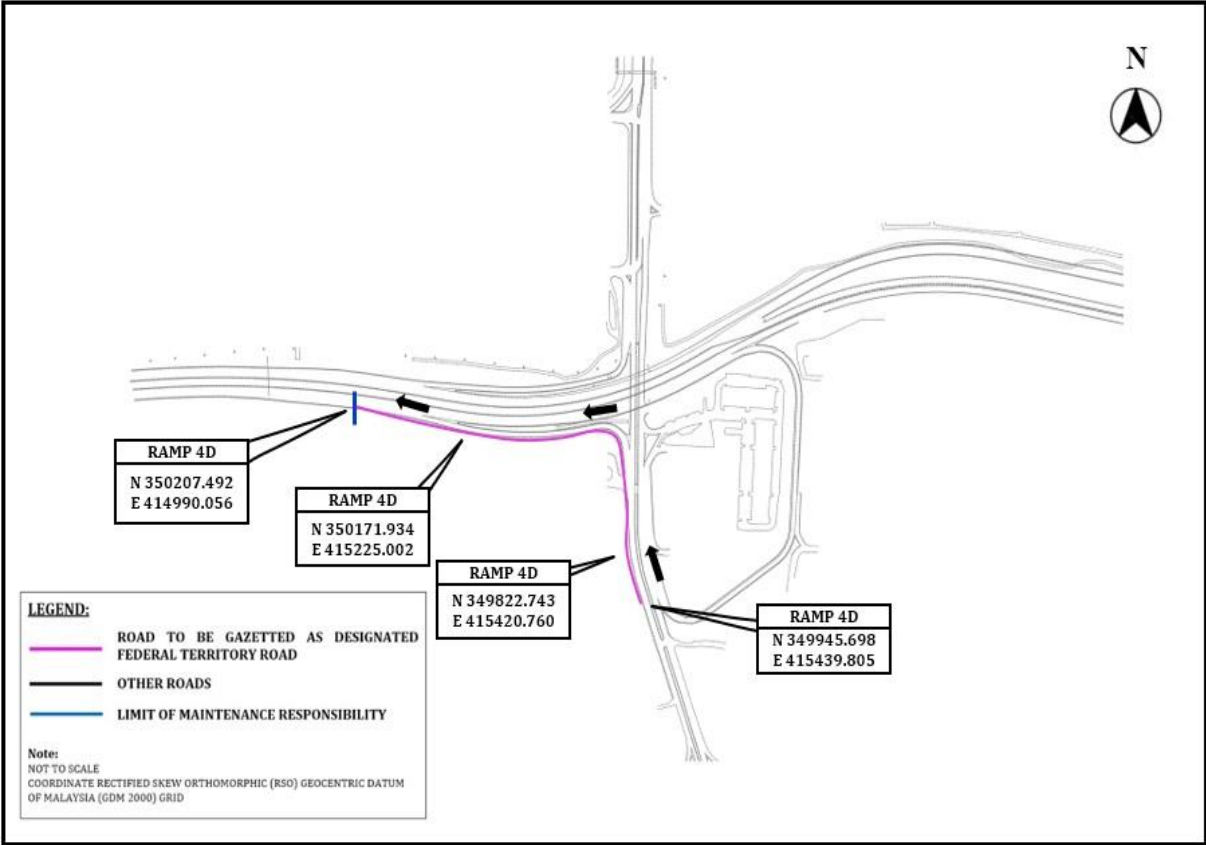 N
RAMP 4D
N 350207.492
E 414990.056
RAMP 4D
N 350171.934
E 415225.002
RAMP 4D
N 349822.743
E 415420.760
RAMP 4D
N 349945.698
E 415439.805
LEGEND:
ROAD TO BE GAZETTED AS DESIGNATED
FEDERAL TERRITORY ROAD
OTHER ROADS
LIMIT OF MAINTENANCE RESPONSIBILITY
Note:
NOT TO SCALE
COORDINATE RECTIFIED SKEW ORTHOMORPHIC (RSO) GEOCENTRIC DATUM
OF MALAYSIA (GDM 2000) GRID